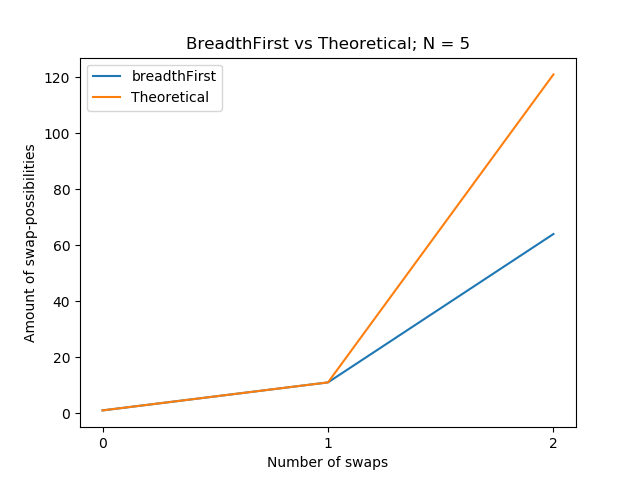 BreadthFirst vs Theoretical; N = 5
breadthFirst
Theoretical
Amount of swap-possibilities
120
100
80
60
40
20
0
0 1 2
Number of swaps